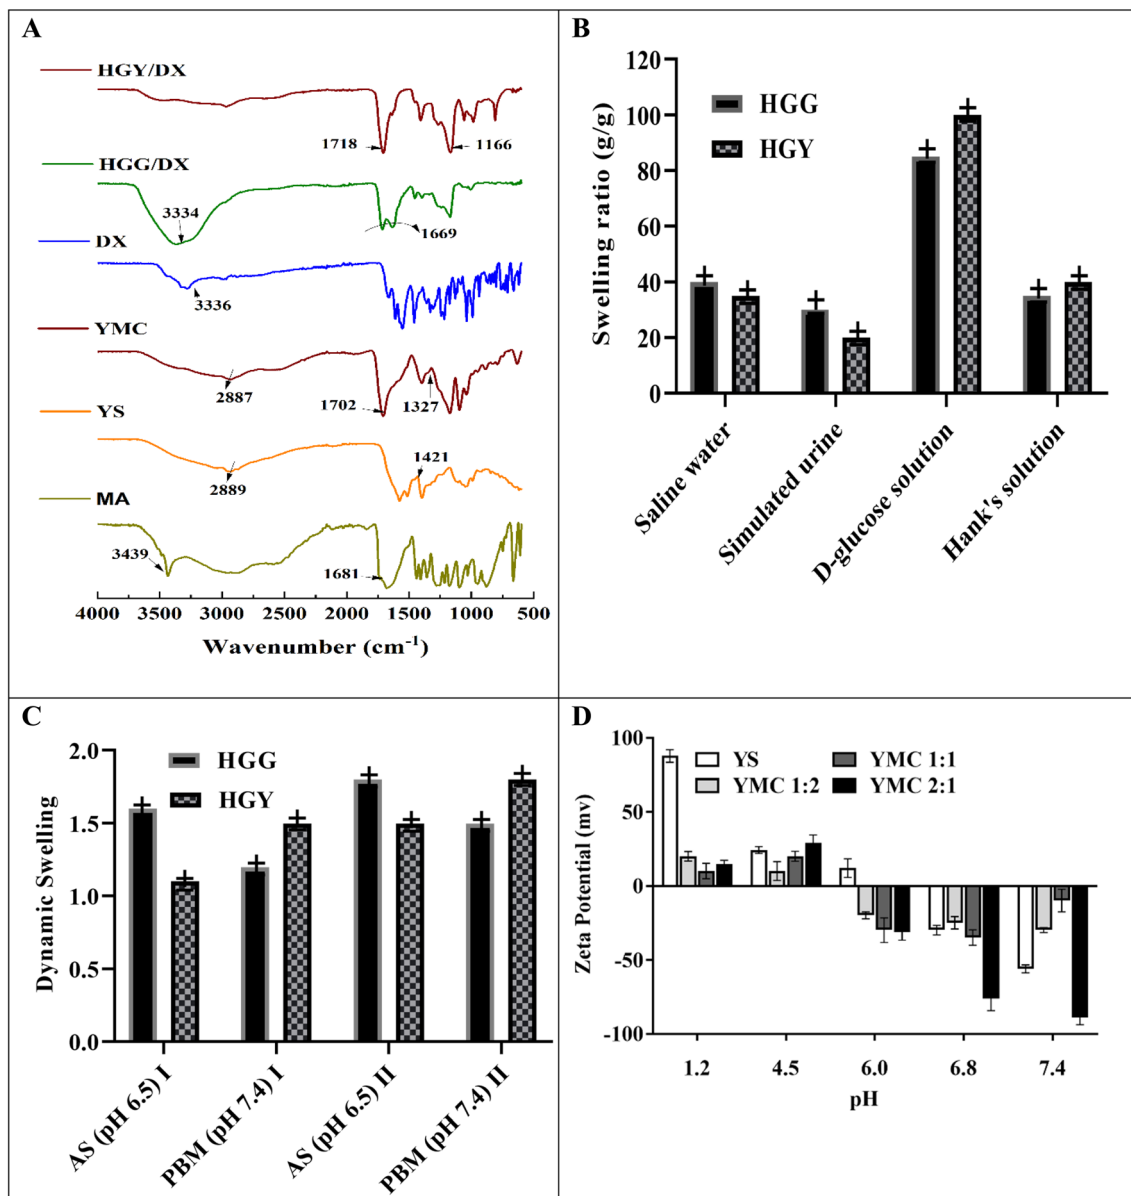 A
HGY/DX
1718
1166
HGG/DX
3334
1669
DX
3336
YMC
2887
1702
1327
YS
2889
1421
MA
3439
1681
4000 3500 3000 2500 2000 1500 1000 500
Wavenumber (cm⁻¹)
B
120
100
80
60
40
20
0
Swelling ratio (g/g)
HGG
HGY
Saline water
Simulated urine
D-glucose solution
Hank's solution
C
2.0
1.5
1.0
0.5
0.0
Dynamic Swelling
HGG
HGY
AS (pH 6.5) I
PBM (pH 7.4) I
AS (pH 6.5) II
PBM (pH 7.4) II
D
100
50
0
-50
-100
Zeta Potential (mv)
YS
YMC 1:1
YMC 1:2
YMC 2:1
1.2 4.5 6.0 6.8 7.4
pH